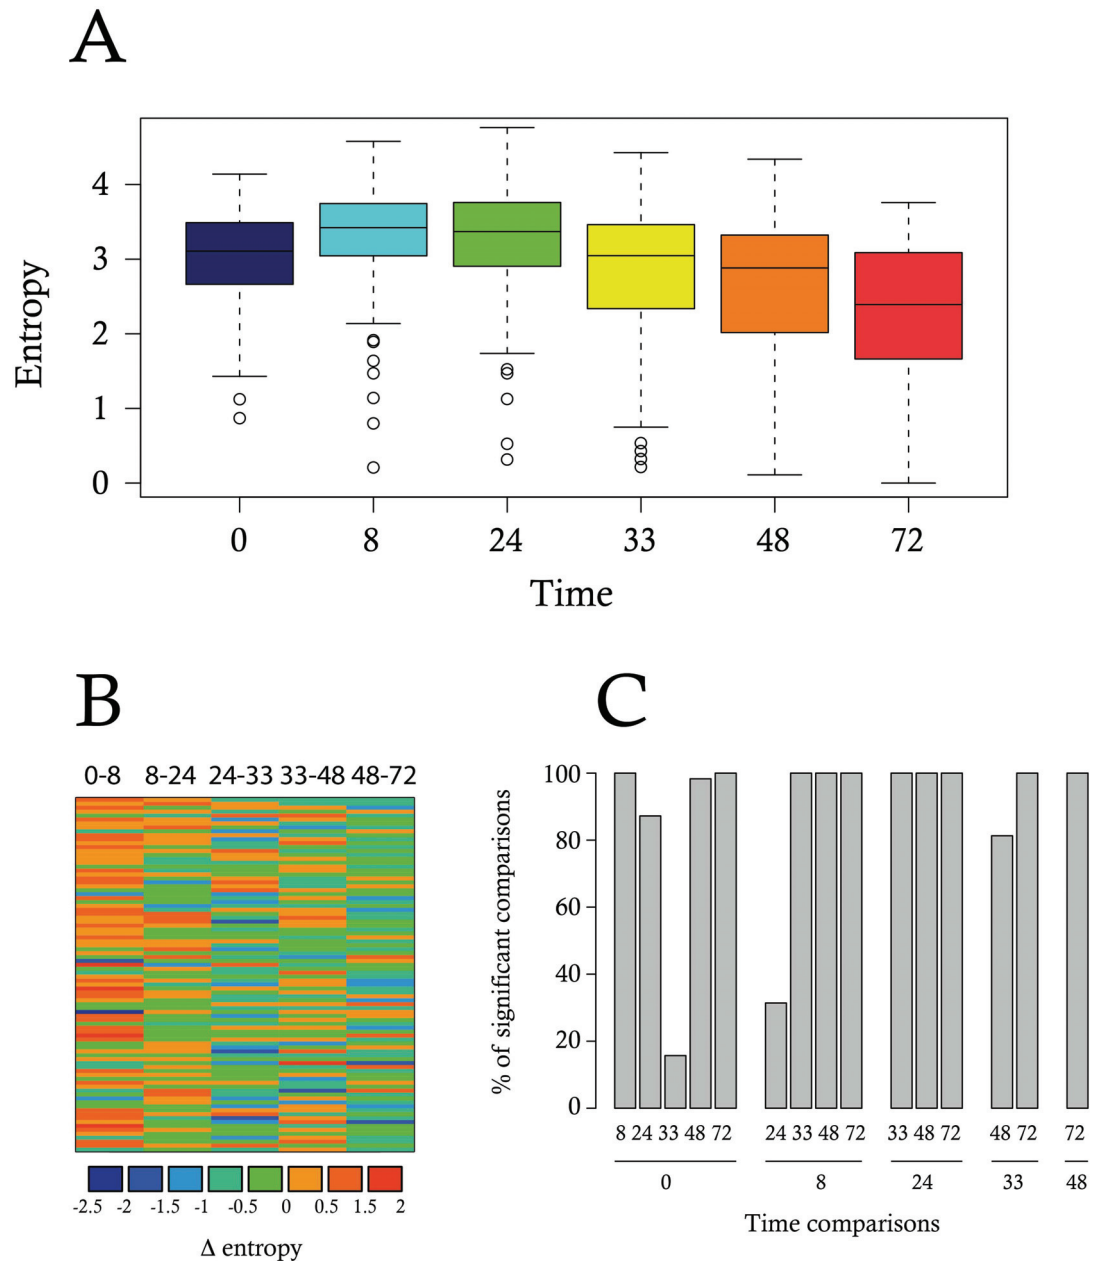 A
Entropy
4
3
2
1
0
0 8 24 33 48 72
Time
B
0-8 8-24 24-33 33-48 48-72
-2.5 -2 -1.5 -1 -0.5 0 0.5 1.5 2
Δ entropy
C
% of significant comparisons
100
80
60
40
20
0
8 24 33 48 72 24 33 48 72 33 48 72 48 72 72
0 8 24 33 48
Time comparisons